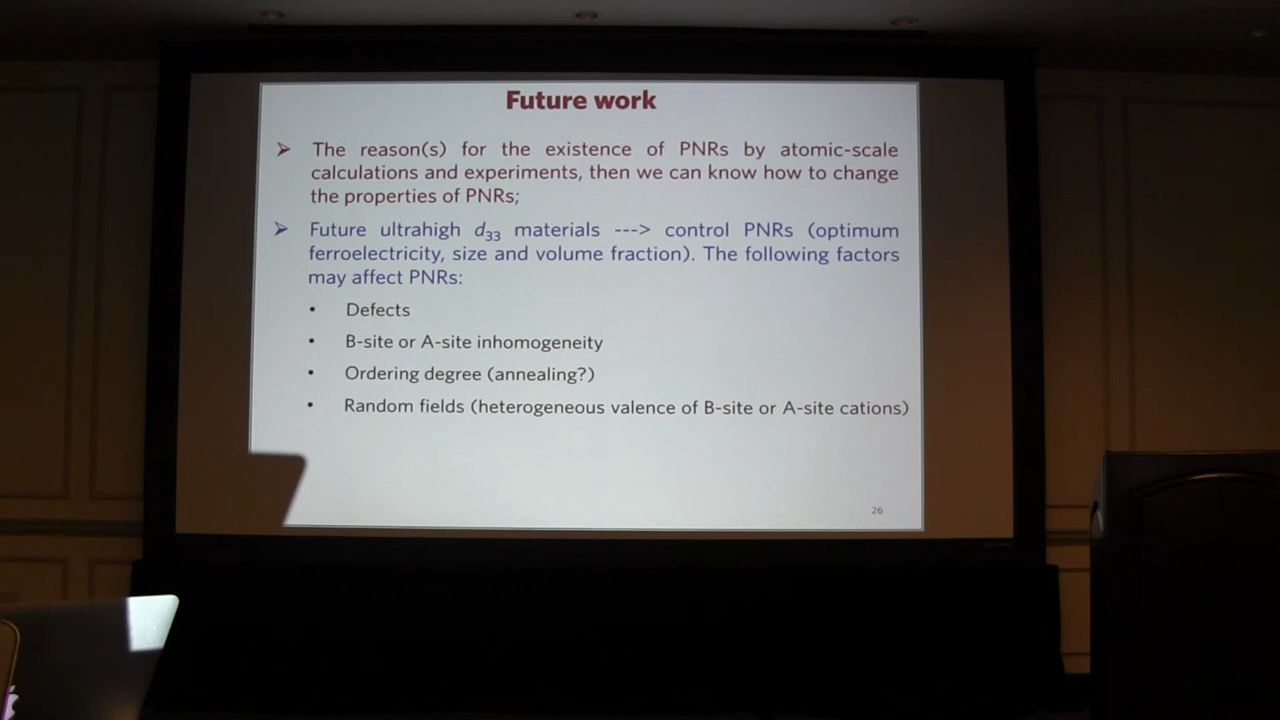 Future work
➢ The reason(s) for the existence of PNRs by atomic-scale
calculations and experiments, then we can know how to change
the properties of PNRs;
➢ Future ultrahigh d33 materials ---> control PNRs (optimum
ferroelectricity, size and volume fraction). The following factors
may affect PNRs:
• Defects
• B-site or A-site inhomogeneity
• Ordering degree (annealing?)
• Random fields (heterogeneous valence of B-site or A-site cations)
26